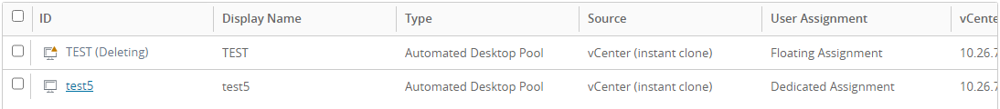 ID Display Name Type Source User Assignment vCente
TEST (Deleting) TEST Automated Desktop Pool vCenter (instant clone) Floating Assignment 10.26.7
test5 test5 Automated Desktop Pool vCenter (instant clone) Dedicated Assignment 10.26.7